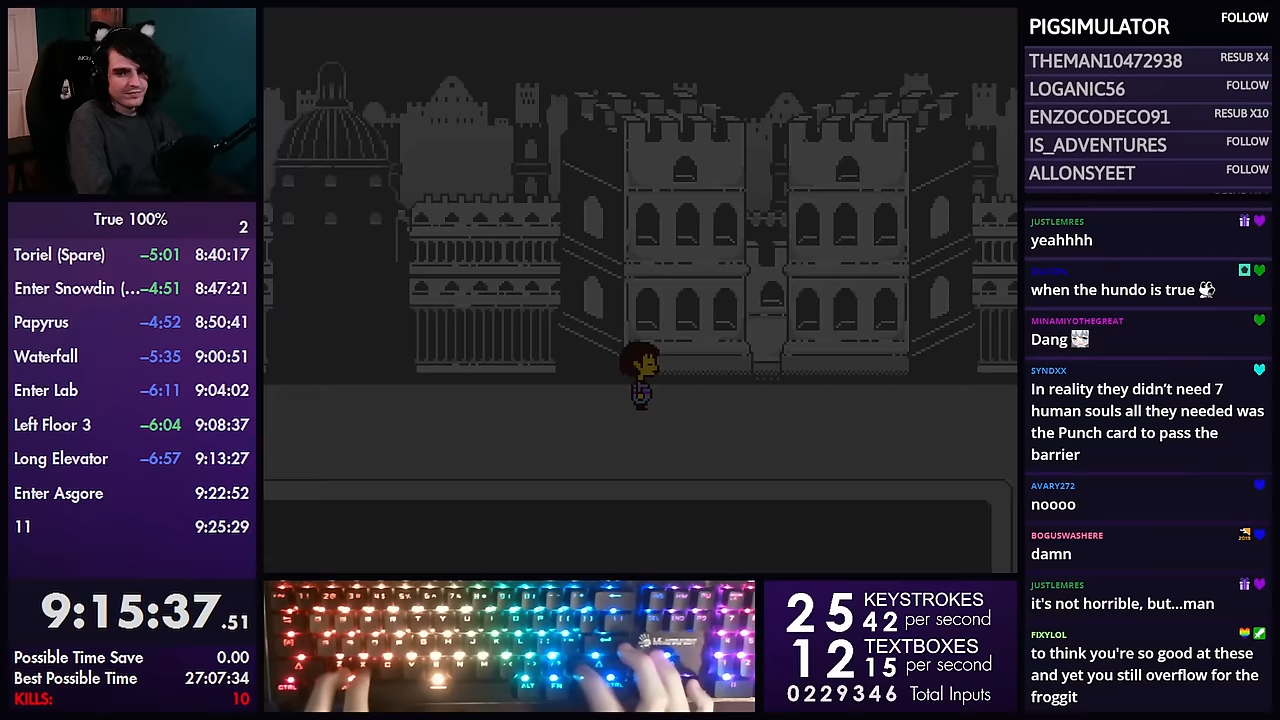 True 100%
2
Toriel (Spare) –5:01 8:40:17
Enter Snowdin (... –4:51 8:47:21
Papyrus –4:52 8:50:41
Waterfall –5:35 9:00:51
Enter Lab –6:11 9:04:02
Left Floor 3 –6:04 9:08:37
Long Elevator –6:57 9:13:27
Enter Asgore 9:22:52
11 9:25:29
9:15:37.51
Possible Time Save 0.00
Best Possible Time 27:07:34
KILLS: 10
25 KEYSTROKES
42 per second
12 TEXTBOXES
15 per second
0229346 Total Inputs
PIGSIMULATOR FOLLOW
THEMAN10472938 RESUB X4
LOGANIC56 FOLLOW
ENZOCODECO91 RESUB X10
IS_ADVENTURES FOLLOW
ALLONSYEET FOLLOW
JUSTLEMRES
yeahhhh
when the hundo is true
MINAMIYOTHEGREAT
Dang
SYNDXX
In reality they didn't need 7
human souls all they needed was
the Punch card to pass the
barrier
AVARY272
noooo
BOGUSWASHERE
damn
JUSTLEMRES
it's not horrible, but...man
FIXYLOL
to think you're so good at these
and yet you still overflow for the
froggit